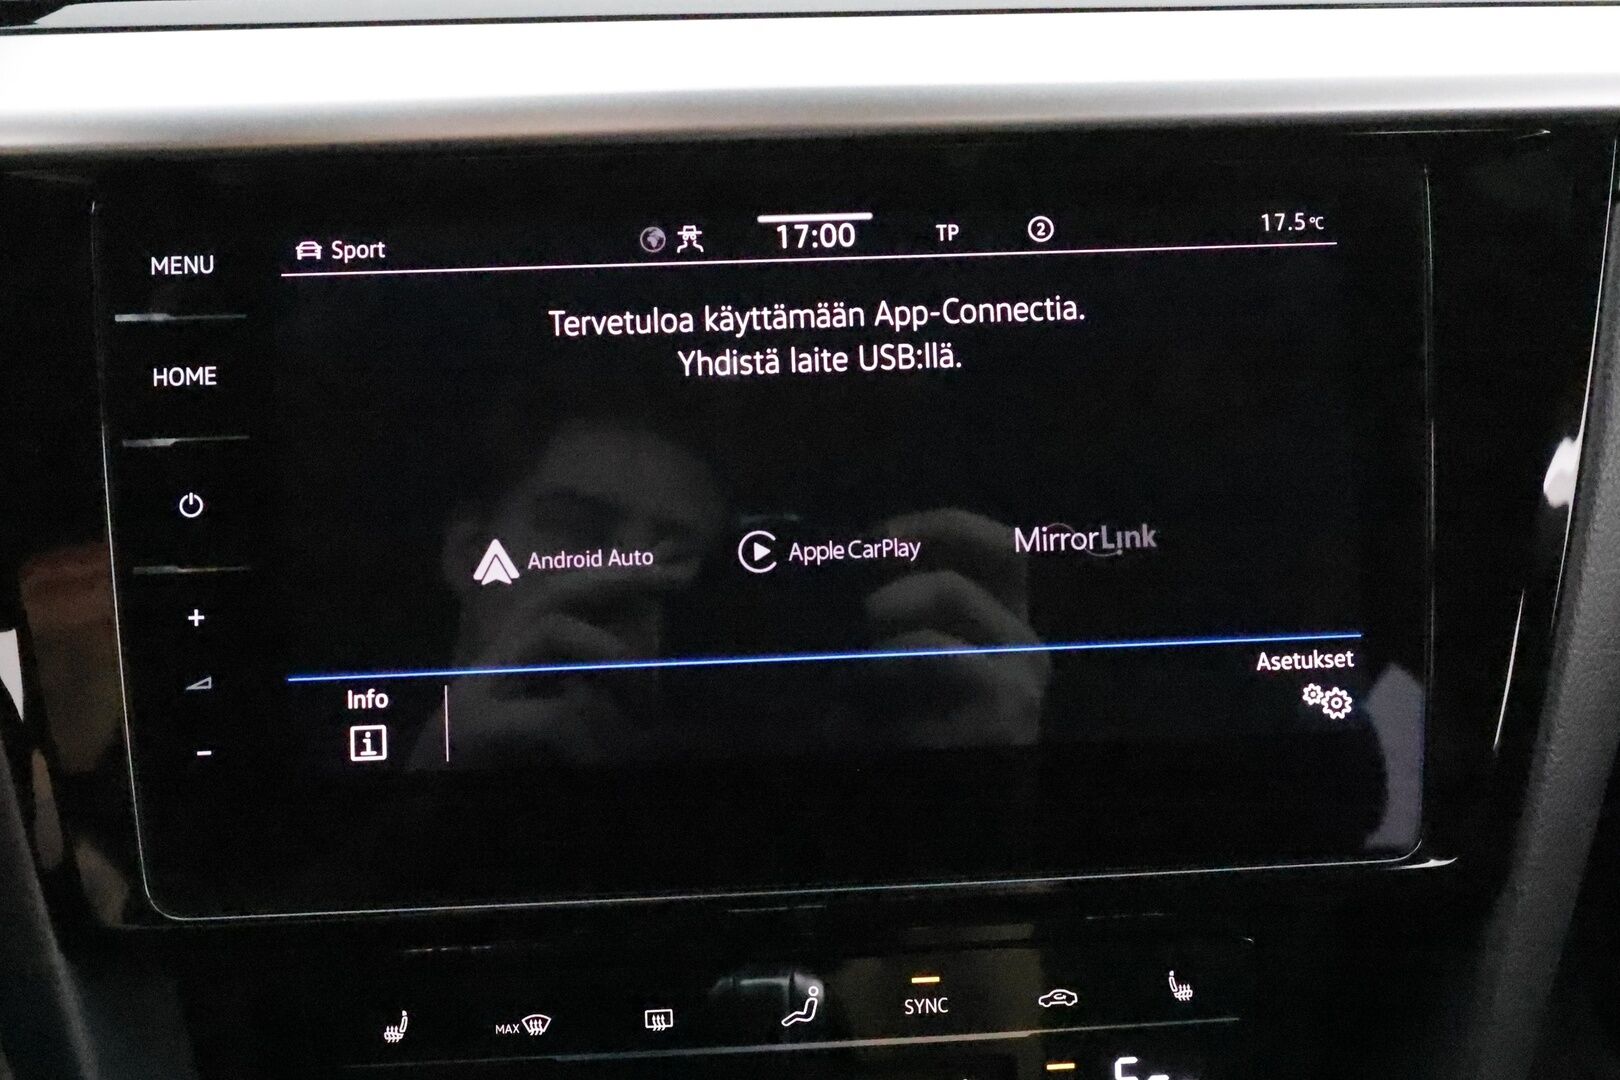 MENU
HOME
Sport
17:00
TP
2
17.5°C
Tervetuloa käyttämään App-Connectia.
Yhdistä laite USB:llä.
Android Auto
Apple CarPlay
MirrorLink
Info
Asetukset
MAX
SYNC